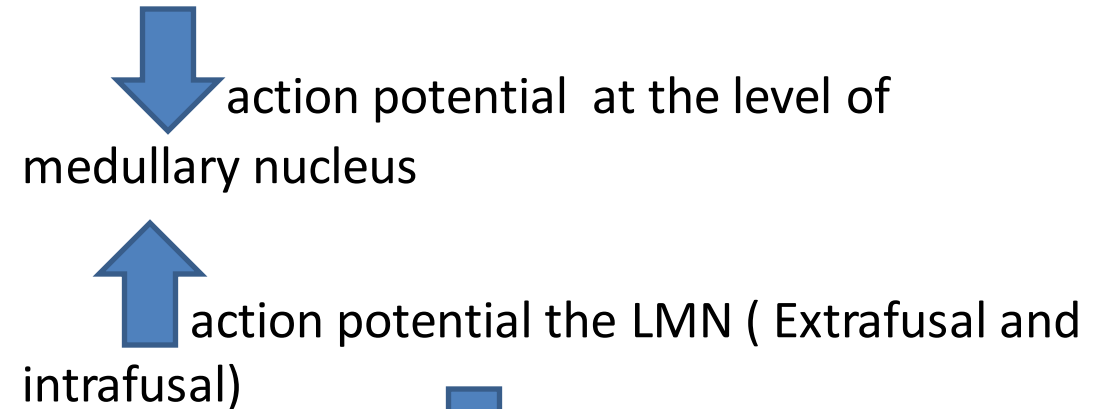 action potential  at the level of
medullary nucleus
action potential the LMN ( Extrafusal and
intrafusal)